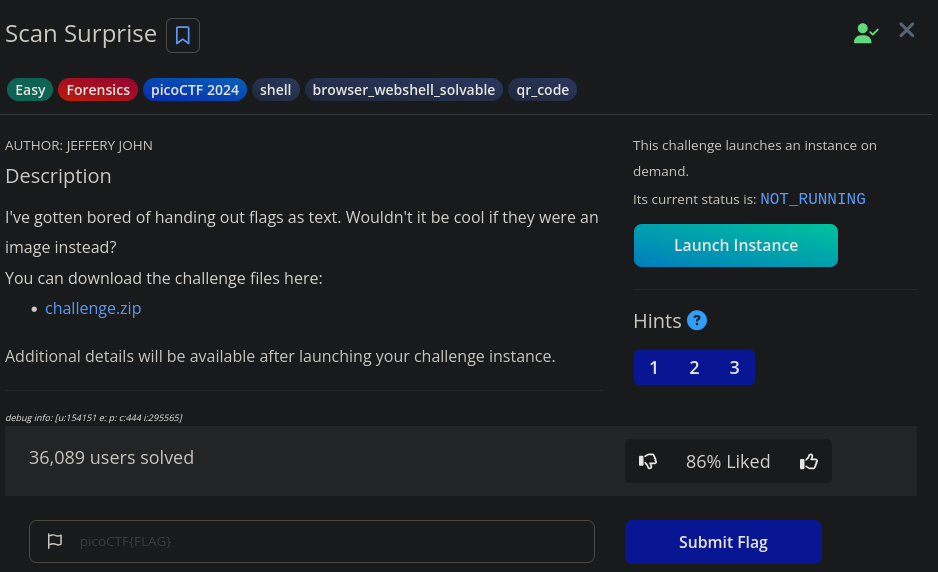 Scan Surprise
Easy Forensics picoCTF 2024 shell browser_webshell_solvable qr_code
AUTHOR: JEFFERY JOHN
Description
I've gotten bored of handing out flags as text. Wouldn't it be cool if they were an
image instead?
You can download the challenge files here:
• challenge.zip
Additional details will be available after launching your challenge instance.
This challenge launches an instance on
demand.
Its current status is: NOT_RUNNING
Launch Instance
Hints ?
1 2 3
debug info: [u:154151 e: p: c:444 i:295565]
36,089 users solved
86% Liked
picoCTF{FLAG}
Submit Flag